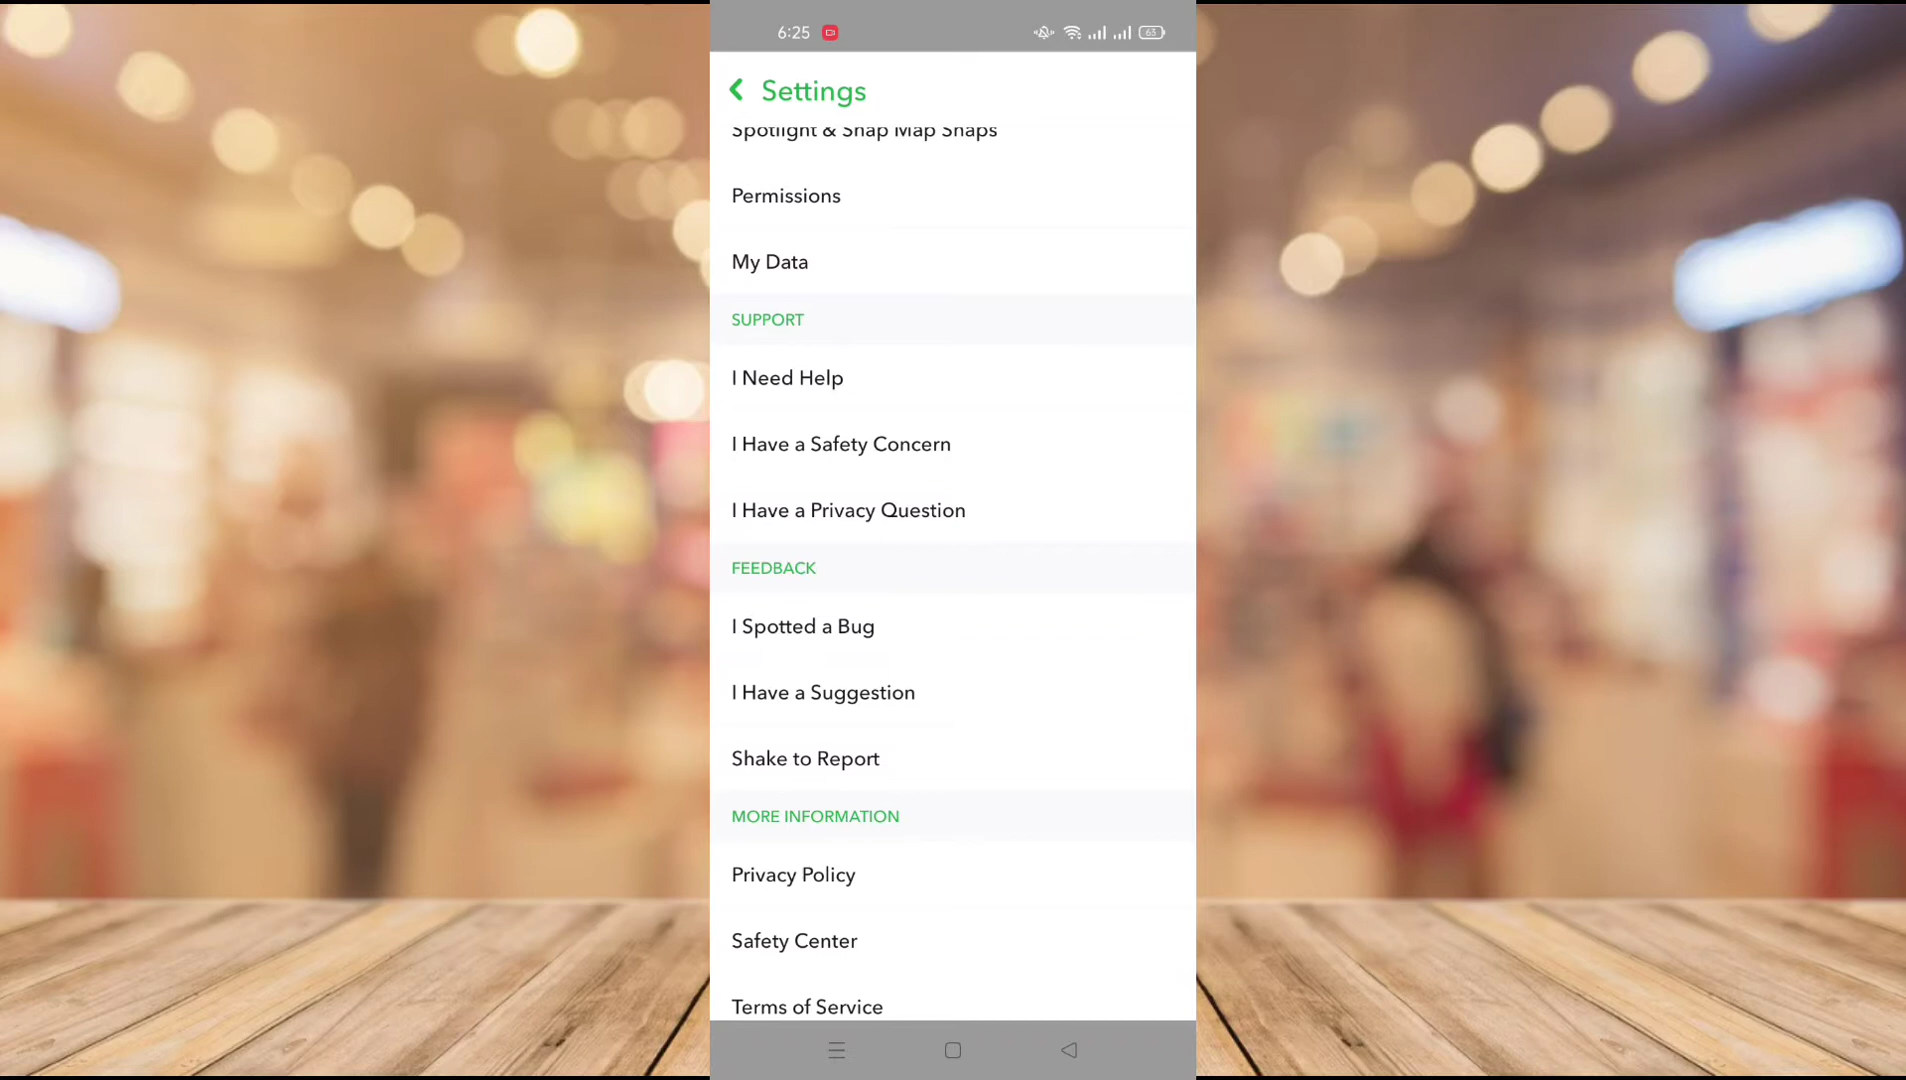 6:25
63
Settings
Spotlight & Snap Map Snaps
Permissions
My Data
SUPPORT
I Need Help
I Have a Safety Concern
I Have a Privacy Question
FEEDBACK
I Spotted a Bug
I Have a Suggestion
Shake to Report
MORE INFORMATION
Privacy Policy
Safety Center
Terms of Service